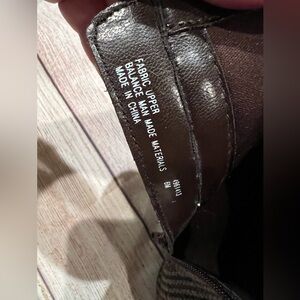 FABRIC UPPER
BALANCE MAN MADE MATERIALS
MADE IN CHINA
6M